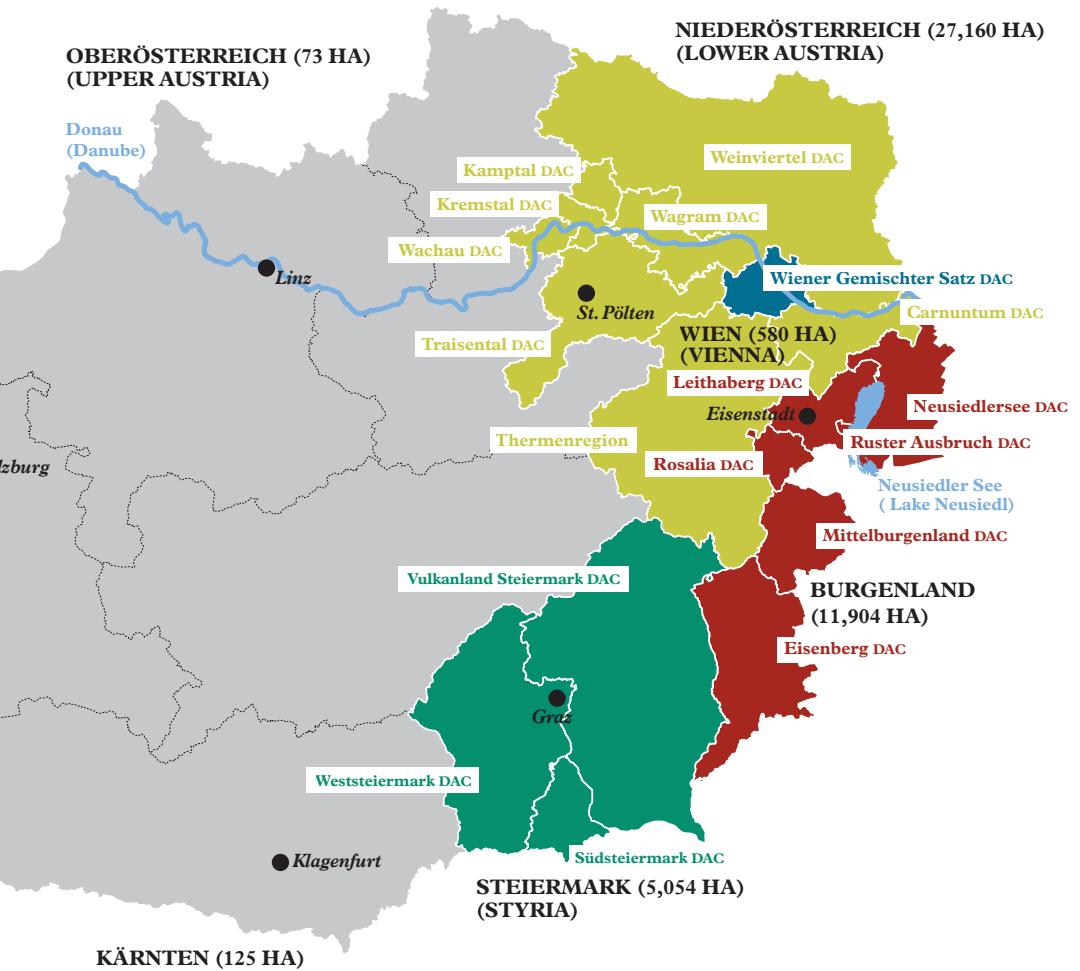 NIEDERÖSTERREICH (27,160 HA)
(LOWER AUSTRIA)
OBERÖSTERREICH (73 HA)
(UPPER AUSTRIA)
Donau
(Danube)
Weinviertel DAC
Kamptal DAC
Kremstal DAC
Wagram DAC
Wachau DAC
Linz
Wiener Gemischter Satz DAC
St. Pölten
Carnuntum DAC
WIEN (580 HA)
(VIENNA)
Traisental DAC
Leithaberg DAC
Neusiedlersee DAC
Eisenstadt
Thermenregion
Ruster Ausbruch DAC
Rosalia DAC
lzburg
Neusiedler See
( Lake Neusiedl)
Mittelburgenland DAC
Vulkanland Steiermark DAC
BURGENLAND
(11,904 HA)
Eisenberg DAC
Graz
Weststeiermark DAC
Südsteiermark DAC
Klagenfurt
STEIERMARK (5,054 HA)
(STYRIA)
KÄRNTEN (125 HA)